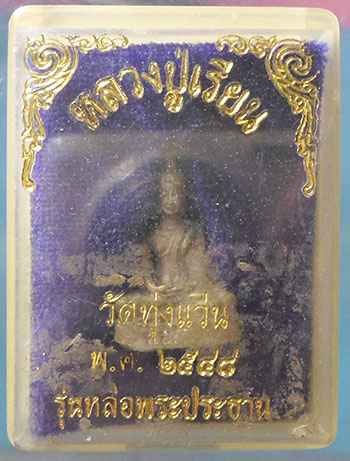 หลวงปู่เรียน
วัดทุ่งแวีน
พ.ศ. ๒๕๔๘
รุ่นหล่อพระประธาน